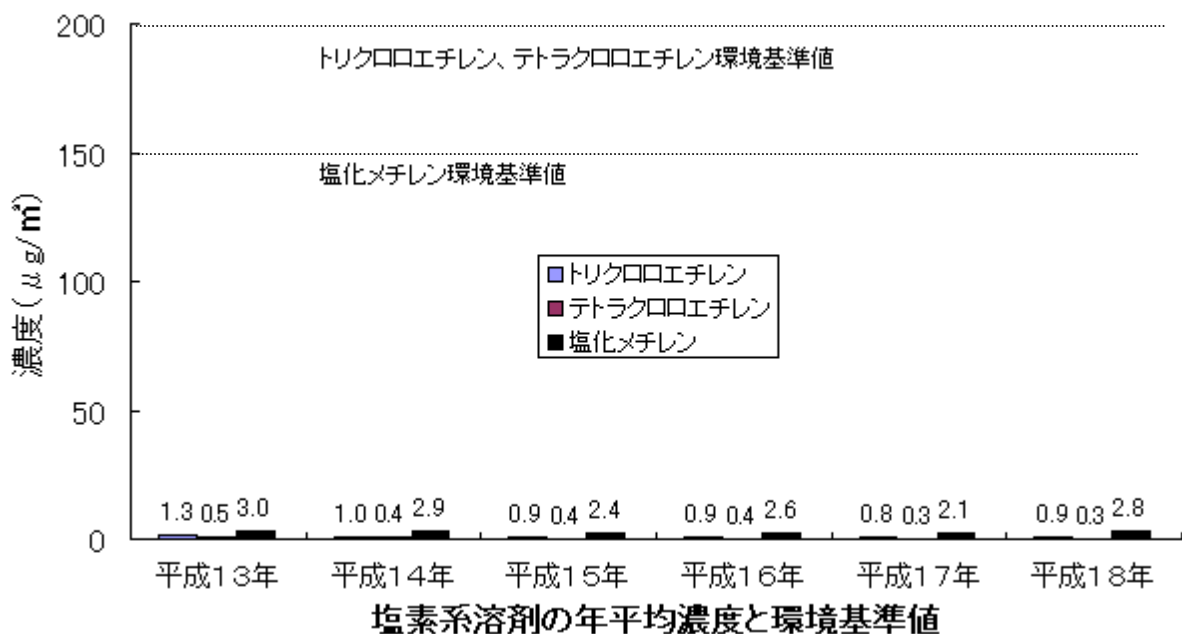 200
トリクロロエチレン、テトラクロロエチレン環境基準値
150
塩化メチレン環境基準値
濃度(μg/㎥)
トリクロロエチレン
100
テトラクロロエチレン
塩化メチレン
50
1.3 0.5 3.0 1.0 0.4 2.9 0.9 0.4 2.4 0.9 0.4 2.6 0.8 0.3 2.1 0.9 0.3 2.8
0
平成13年 平成14年 平成15年 平成16年 平成17年 平成18年
塩素系溶剤の年平均濃度と環境基準値